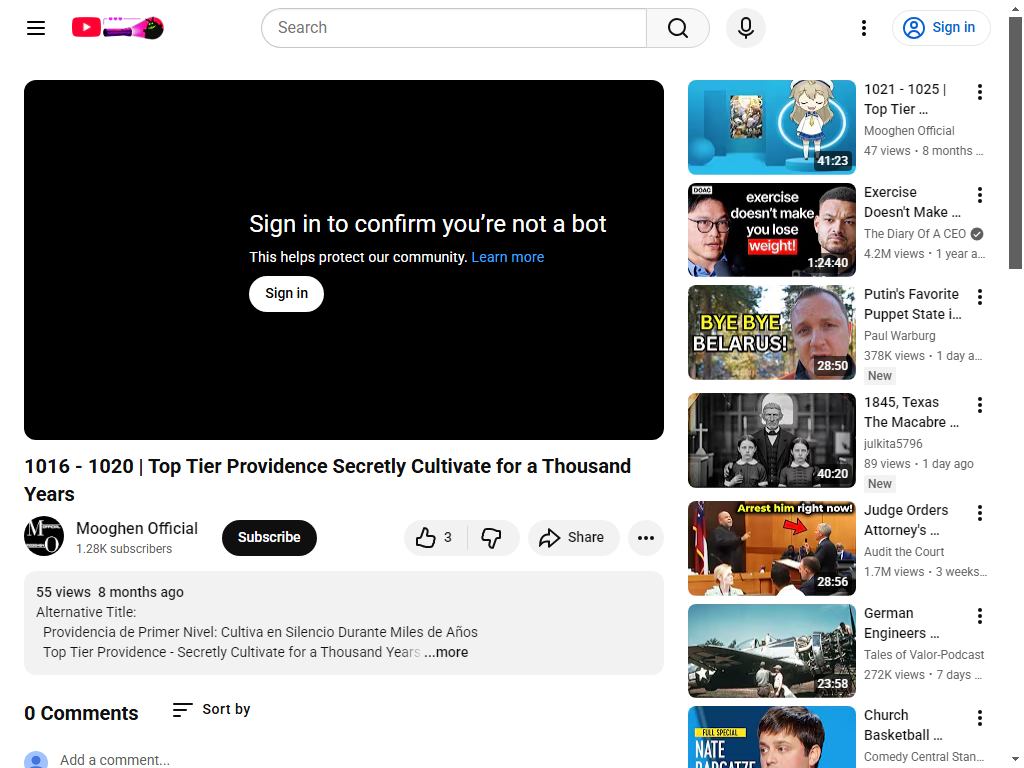 Search
Sign in
Sign in to confirm you’re not a bot
This helps protect our community. Learn more
Sign in
1016 - 1020 | Top Tier Providence Secretly Cultivate for a Thousand
Years
Mooghen Official
1.28K subscribers
Subscribe
3
Share
55 views 8 months ago
Alternative Title:
Providencia de Primer Nivel: Cultiva en Silencio Durante Miles de Años
Top Tier Providence - Secretly Cultivate for a Thousand Years ...more
0 Comments
Sort by
Add a comment...
41:23
1021 - 1025 |
Top Tier ...
Mooghen Official
47 views • 8 months ...
DOAC
exercise
doesn't make
you lose
weight!
1:24:40
Exercise
Doesn't Make ...
The Diary Of A CEO
4.2M views • 1 year a...
BYE BYE
BELARUS!
28:50
Putin's Favorite
Puppet State i...
Paul Warburg
378K views • 1 day a...
New
40:20
1845, Texas
The Macabre ...
julkita5796
89 views • 1 day ago
New
Arrest him right now!
28:56
Judge Orders
Attorney's ...
Audit the Court
1.7M views • 3 weeks...
23:58
German
Engineers ...
Tales of Valor-Podcast
272K views • 7 days ...
FULL SPECIAL
NATE
BARGATZE
Church
Basketball ...
Comedy Central Stan...